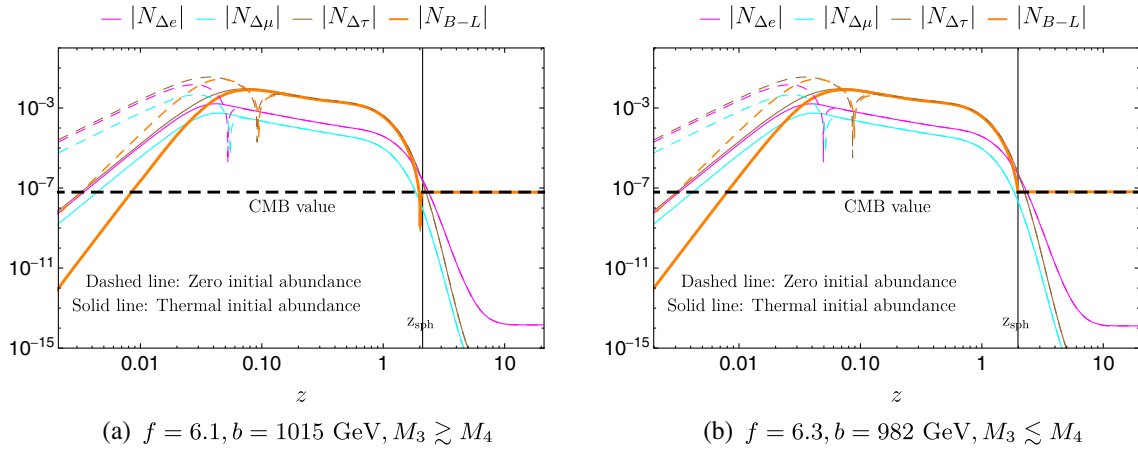 |N_{Δe}| |N_{Δμ}| |N_{Δτ}| |N_{B−L}|
10^{-3}
10^{-7}
10^{-11}
10^{-15}
CMB value
Dashed line: Zero initial abundance
Solid line: Thermal initial abundance
z_{sph}
0.01 0.10 1 10
z
(a) f = 6.1, b = 1015 GeV, M_3 ≳ M_4
|N_{Δe}| |N_{Δμ}| |N_{Δτ}| |N_{B−L}|
10^{-3}
10^{-7}
10^{-11}
10^{-15}
CMB value
Dashed line: Zero initial abundance
Solid line: Thermal initial abundance
z_{sph}
0.01 0.10 1 10
z
(b) f = 6.3, b = 982 GeV, M_3 ≲ M_4